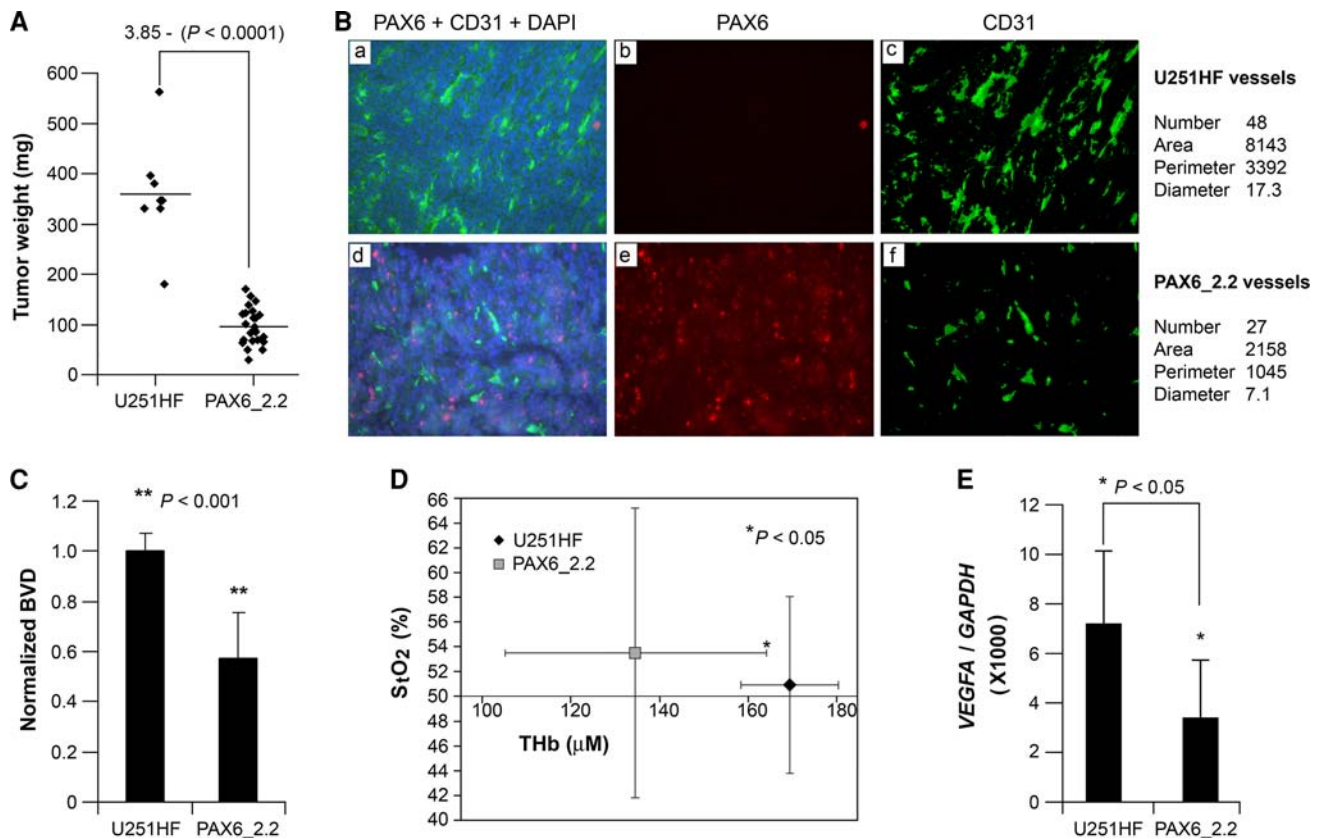 A
3.85 - (P < 0.0001)
Tumor weight (mg)
600
500
400
300
200
100
0
U251HF PAX6_2.2
B
PAX6 + CD31 + DAPI PAX6 CD31
a b c
U251HF vessels
Number 48
Area 8143
Perimeter 3392
Diameter 17.3
d e f
PAX6_2.2 vessels
Number 27
Area 2158
Perimeter 1045
Diameter 7.1
C
** P < 0.001
**
Normalized BVD
1.2
1.0
0.8
0.6
0.4
0.2
0
U251HF PAX6_2.2
D
StO2 (%)
66
64
62
60
58
56
54
52
50
48
46
44
42
40
U251HF
PAX6_2.2
*P < 0.05
*
100 120 140 160 180
THb (μM)
E
* P < 0.05
*
VEGFA / GAPDH
(X1000)
12
10
8
6
4
2
0
U251HF PAX6_2.2